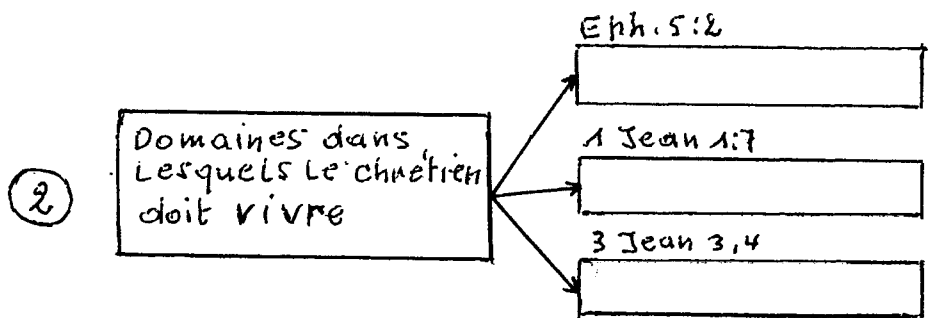 Eph. 5:2
Domaines dans
Lesquels Le chrétien
doit vivre
2
1 Jean 1:7
3 Jean 3,4